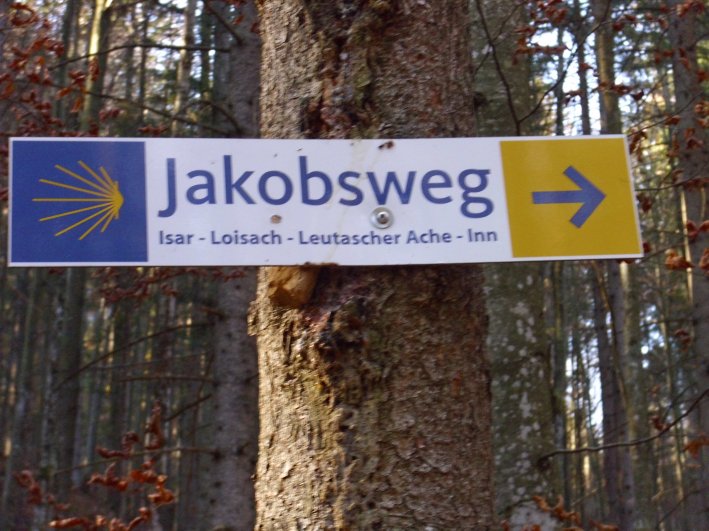 Jakobsweg
Isar - Loisach - Leutascher Ache - Inn